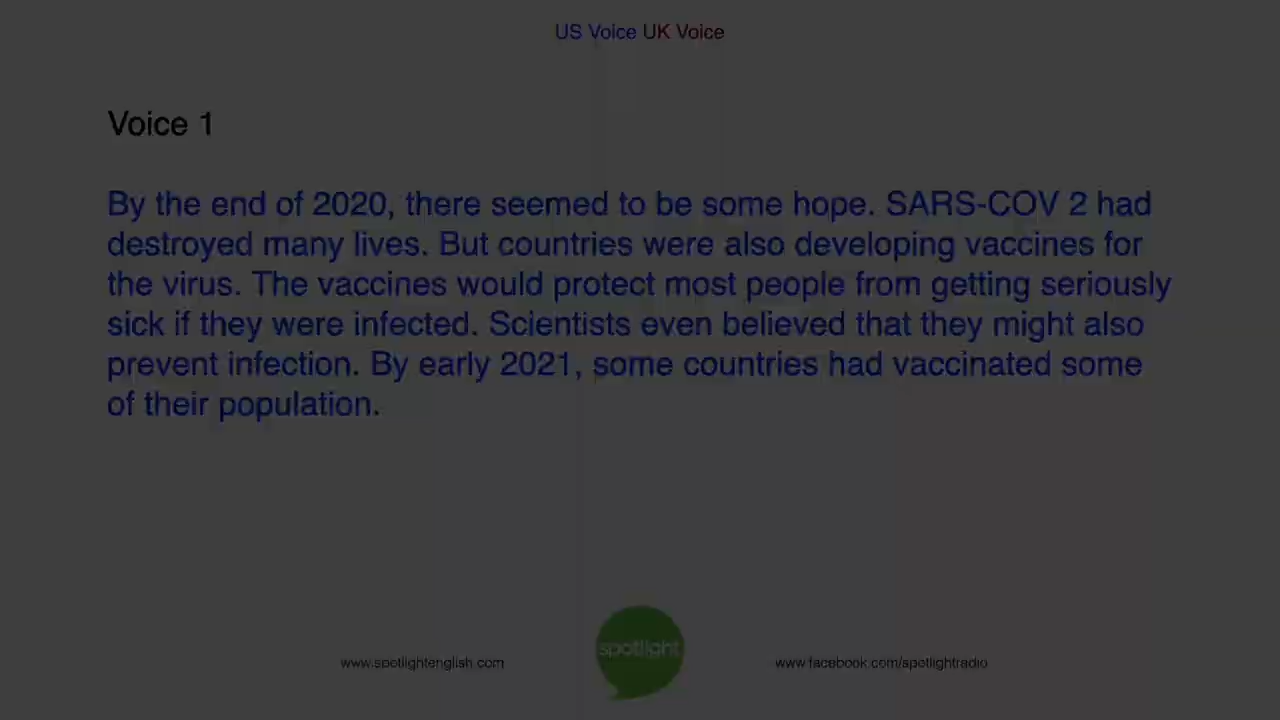 US Voice UK Voice
Voice 1
By the end of 2020, there seemed to be some hope. SARS-COV 2 had
destroyed many lives. But countries were also developing vaccines for
the virus. The vaccines would protect most people from getting seriously
sick if they were infected. Scientists even believed that they might also
prevent infection. By early 2021, some countries had vaccinated some
of their population.
spotlight
www.spotlightenglish.com
www.facebook.com/spotlightradio